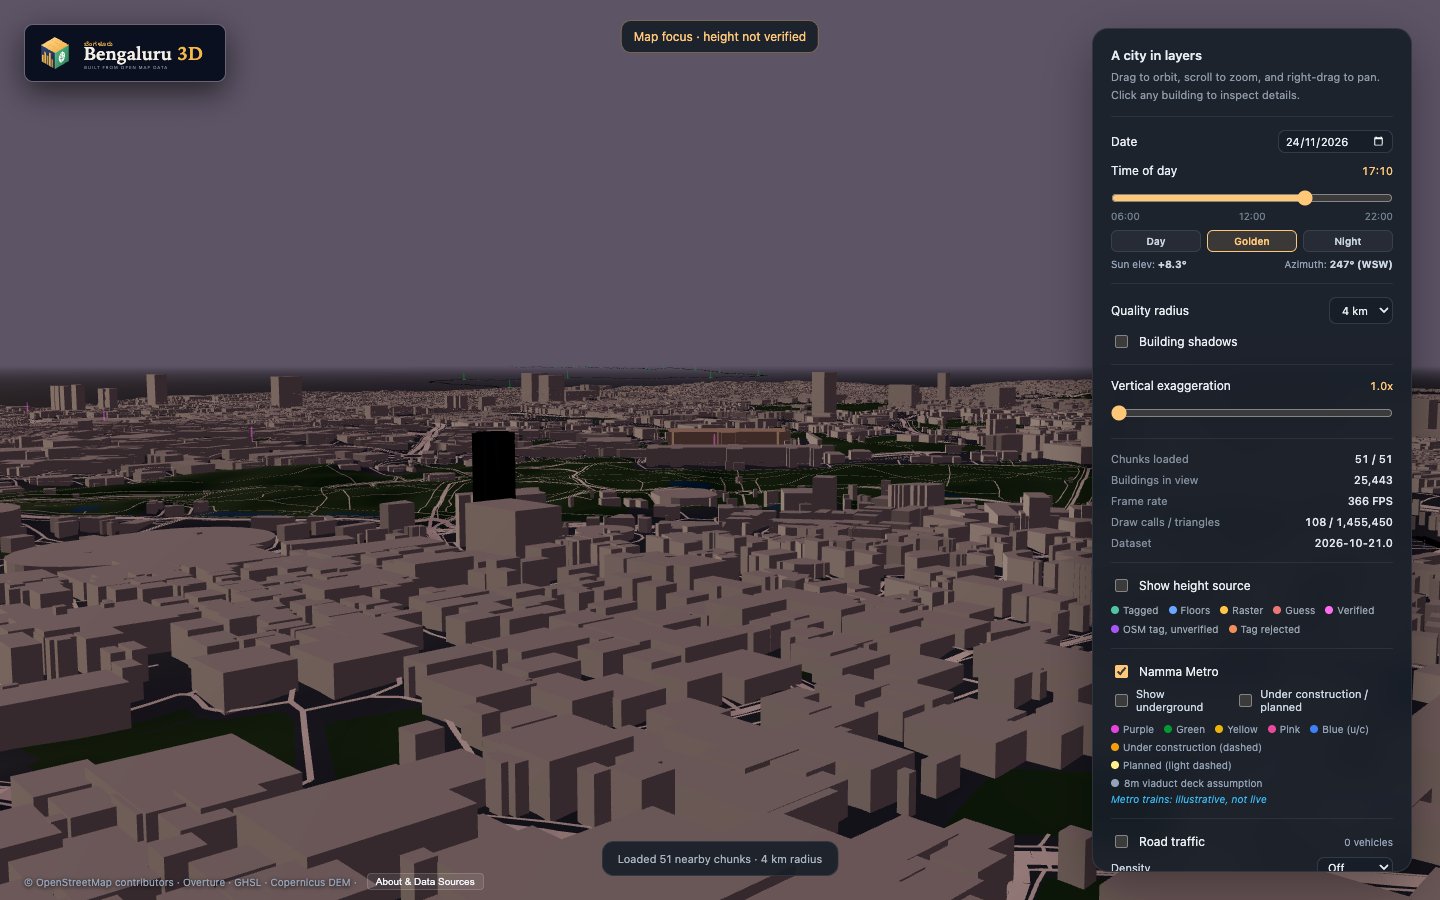 Bengaluru 3D
BUILT FROM OPEN MAP DATA
Map focus · height not verified
A city in layers
Drag to orbit, scroll to zoom, and right-drag to pan.
Click any building to inspect details.
Date 24/11/2026
Time of day 17:10
06:00 12:00 22:00
Day Golden Night
Sun elev: +8.3° Azimuth: 247° (WSW)
Quality radius 4 km
Building shadows
Vertical exaggeration 1.0x
Chunks loaded 51 / 51
Buildings in view 25,443
Frame rate 366 FPS
Draw calls / triangles 108 / 1,455,450
Dataset 2026-10-21.0
Show height source
Tagged Floors Raster Guess Verified
OSM tag, unverified Tag rejected
Namma Metro
Show underground
Under construction / planned
Purple Green Yellow Pink Blue (u/c)
Under construction (dashed)
Planned (light dashed)
8m viaduct deck assumption
Metro trains: illustrative, not live
Road traffic 0 vehicles
Density Off
Loaded 51 nearby chunks · 4 km radius
© OpenStreetMap contributors · Overture · GHSL · Copernicus DEM · About & Data Sources